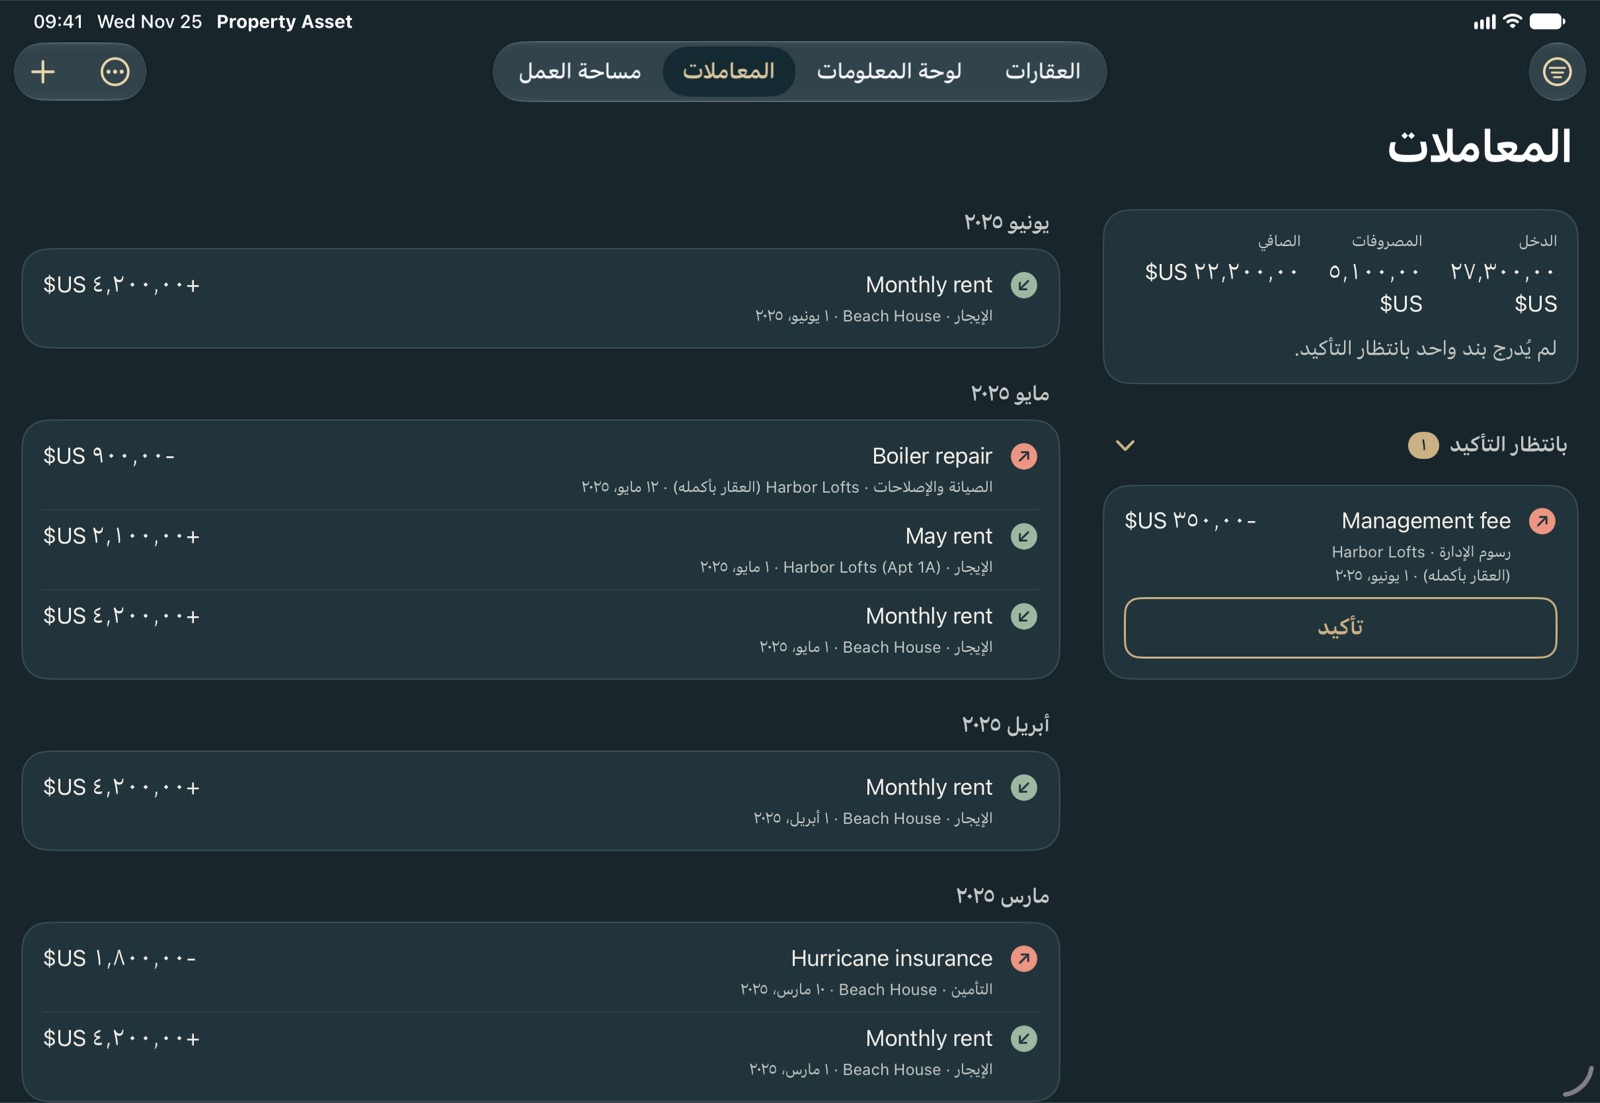 09:41 Wed Nov 25 Property Asset
العقارات
لوحة المعلومات
المعاملات
مساحة العمل
المعاملات
الدخل
٢٧,٣٠٠,٠٠
US$
المصروفات
٥,١٠٠,٠٠
US$
الصافي
٢٢,٢٠٠,٠٠ US$
لم يُدرج بند واحد بانتظار التأكيد.
بانتظار التأكيد ١
Management fee
−٣٥٠,٠٠ US$
رسوم الإدارة · Harbor Lofts
(العقار بأكمله) · ١ يونيو، ٢٠٢٥
تأكيد
يونيو ٢٠٢٥
Monthly rent
+٤,٢٠٠,٠٠ US$
الإيجار · Beach House · ١ يونيو، ٢٠٢٥
مايو ٢٠٢٥
Boiler repair
−٩٠٠,٠٠ US$
الصيانة والإصلاحات · Harbor Lofts (العقار بأكمله) · ١٢ مايو، ٢٠٢٥
May rent
+٢,١٠٠,٠٠ US$
الإيجار · Harbor Lofts (Apt 1A) · ١ مايو، ٢٠٢٥
Monthly rent
+٤,٢٠٠,٠٠ US$
الإيجار · Beach House · ١ مايو، ٢٠٢٥
أبريل ٢٠٢٥
Monthly rent
+٤,٢٠٠,٠٠ US$
الإيجار · Beach House · ١ أبريل، ٢٠٢٥
مارس ٢٠٢٥
Hurricane insurance
−١,٨٠٠,٠٠ US$
التأمين · Beach House · ١٠ مارس، ٢٠٢٥
Monthly rent
+٤,٢٠٠,٠٠ US$
الإيجار · Beach House · ١ مارس، ٢٠٢٥